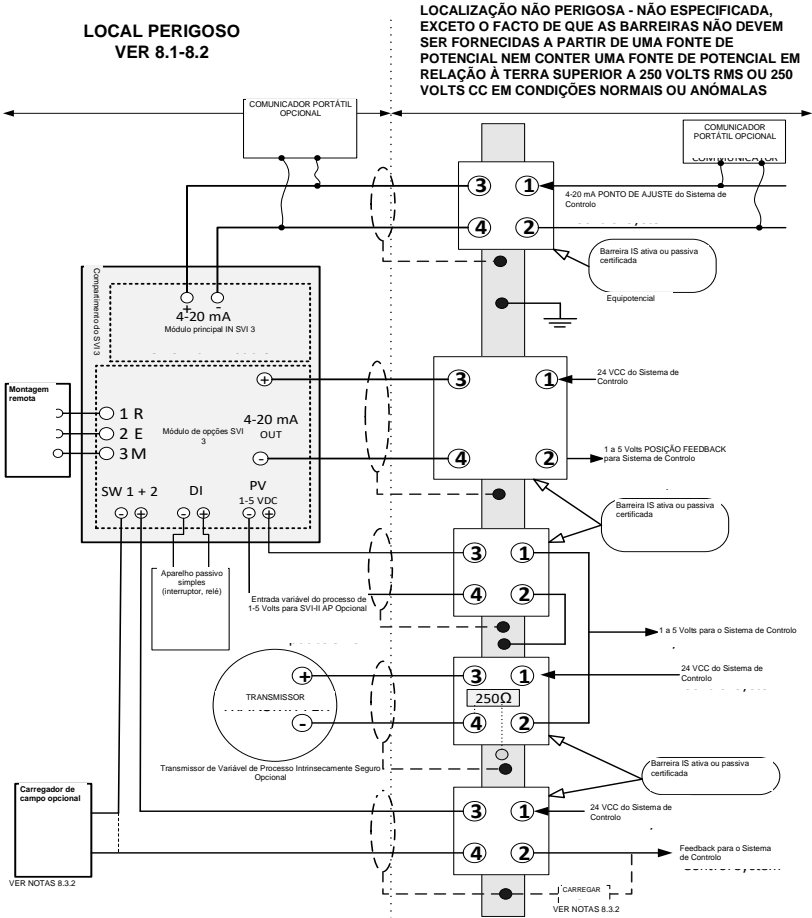 LOCAL PERIGOSO
VER 8.1-8.2
LOCALIZAÇÃO NÃO PERIGOSA - NÃO ESPECIFICADA,
EXCETO O FACTO DE QUE AS BARREIRAS NÃO DEVEM
SER FORNECIDAS A PARTIR DE UMA FONTE DE
POTENCIAL NEM CONTER UMA FONTE DE POTENCIAL EM
RELAÇÃO À TERRA SUPERIOR A 250 VOLTS RMS OU 250
VOLTS CC EM CONDIÇÕES NORMAIS OU ANÓMALAS
COMUNICADOR PORTÁTIL
OPCIONAL
COMUNICADOR
PORTÁTIL OPCIONAL
3
1
4-20 mA PONTO DE AJUSTE do Sistema de
Controlo
4
2
Barreira IS ativa ou passiva
certificada
Equipotencial
Compartimento do SVI 3
+
-
4-20 mA
Módulo principal IN SVI 3
3
1
24 VCC do Sistema de
Controlo
+
Montagem
remota
1 R
2 E
3 M
Módulo de opções SVI
3
4-20 mA
OUT
-
4
2
1 a 5 Volts POSIÇÃO FEEDBACK
para Sistema de Controlo
SW 1 + 2
DI
PV
1-5 VDC
- +
- +
- +
Barreira IS ativa ou passiva
certificada
3
1
Aparelho passivo
simples
(interruptor, relé)
Entrada variável do processo de
1-5 Volts para SVI-II AP Opcional
4
2
1 a 5 Volts para o Sistema de Controlo
TRANSMISSOR
+
-
3
1
24 VCC do Sistema de
Controlo
250Ω
4
2
Transmissor de Variável de Processo Intrinsecamente Seguro
Opcional
Barreira IS ativa ou passiva
certificada
Carregador de
campo opcional
3
1
24 VCC do Sistema de
Controlo
4
2
Feedback para o Sistema
de Controlo
VER NOTAS 8.3.2
CARREGAR
VER NOTAS 8.3.2